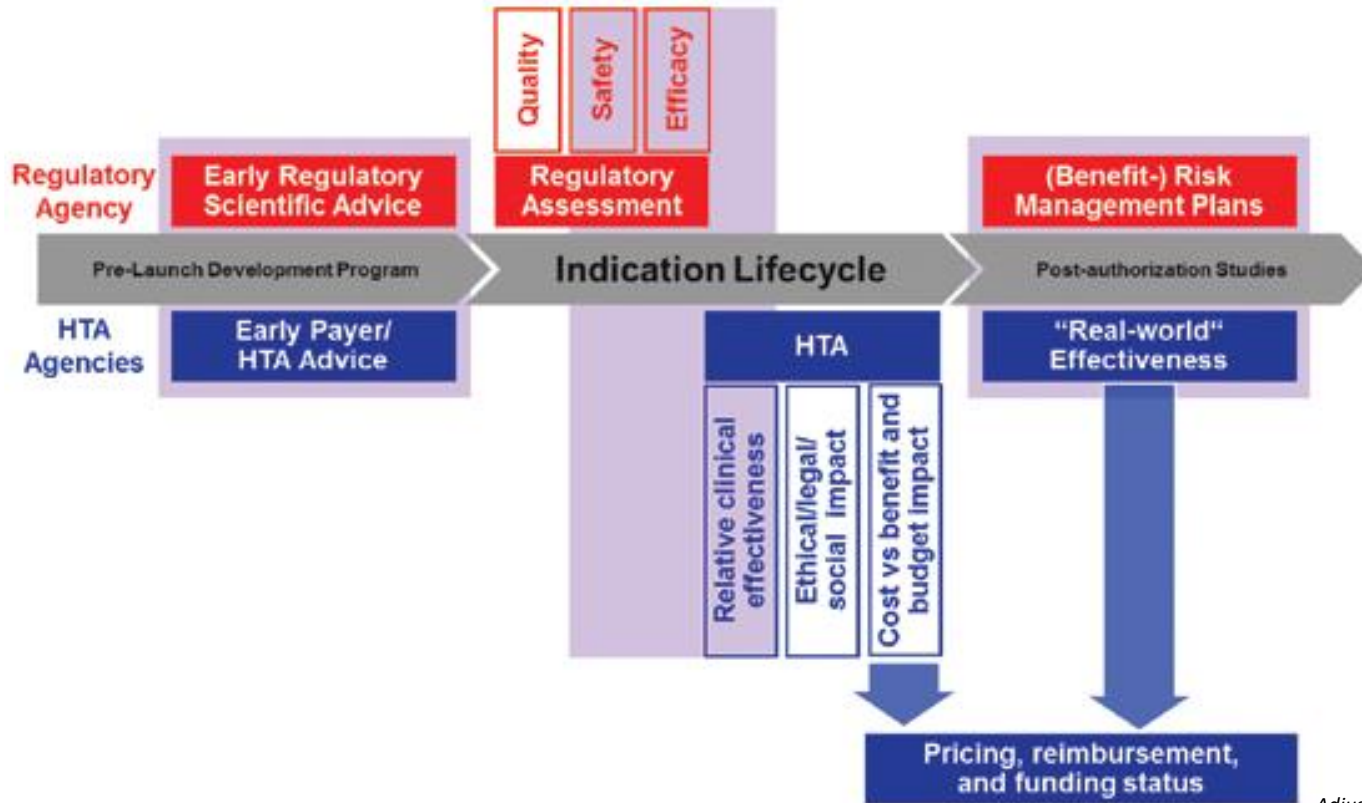 Quality
Safety
Efficacy
Regulatory
Agency
Early Regulatory
Scientific Advice
Regulatory
Assessment
(Benefit-) Risk
Management Plans
Pre-Launch Development Program
Indication Lifecycle
Post-authorization Studies
HTA
Agencies
Early Payer/
HTA Advice
HTA
“Real-world“
Effectiveness
Relative clinical
effectiveness
Ethical/legal/
social impact
Cost vs benefit and
budget impact
Pricing, reimbursement,
and funding status